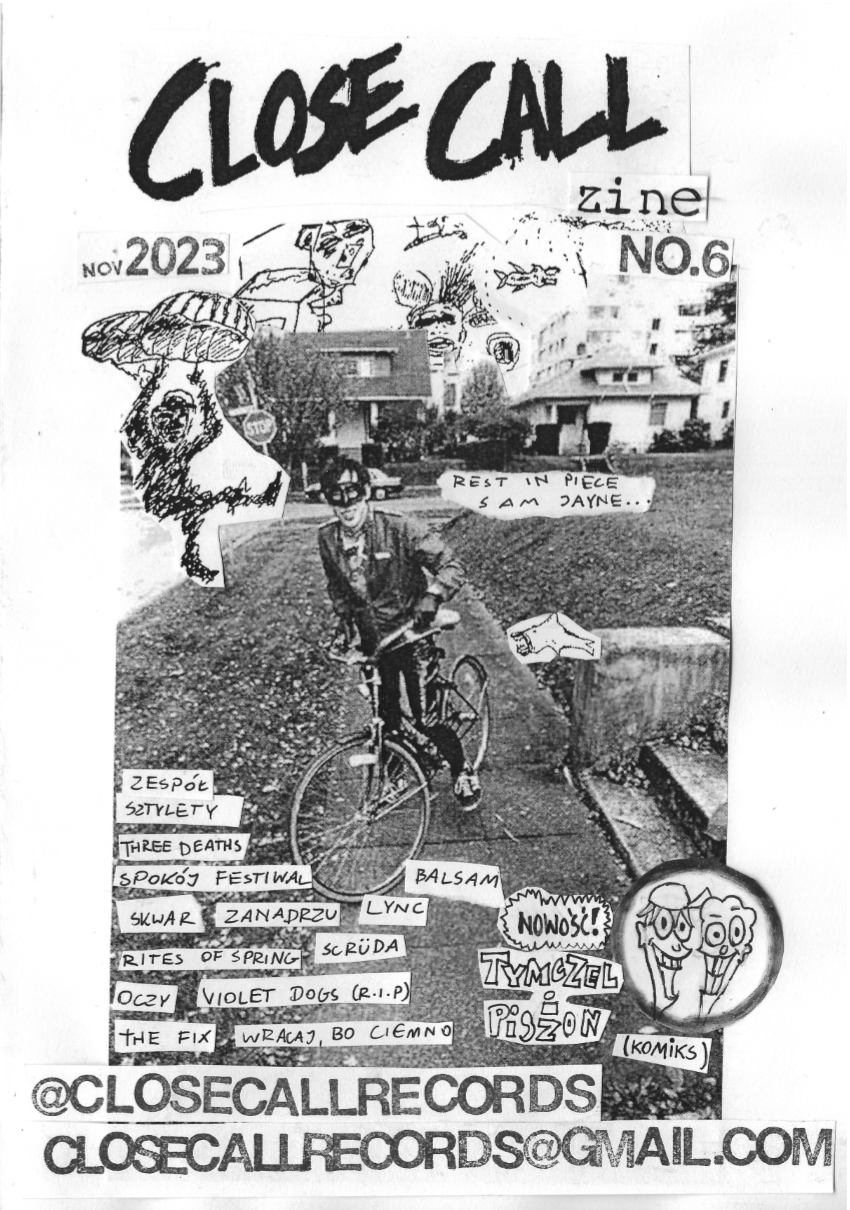 CLOSE CALL
zine
NOV 2023
NO.6
STOP
REST IN PIECE
SAM JAYNE...
ZESPÓŁ
SZTYLETY
THREE DEATHS
SPOKÓJ FESTIWAL
BALSAM
SKWAR
ZANADRZU
LYNC
RITES OF SPRING
SCRÜDA
OCZY
VIOLET DOGS (R.I.P)
THE FIX
WRACAJ, BO CIEMNO
NOWOŚĆ!
TYMCZEL
i
PiGŻON
(KOMIKS)
@CLOSECALLRECORDS
CLOSECALLRECORDS@GMAIL.COM